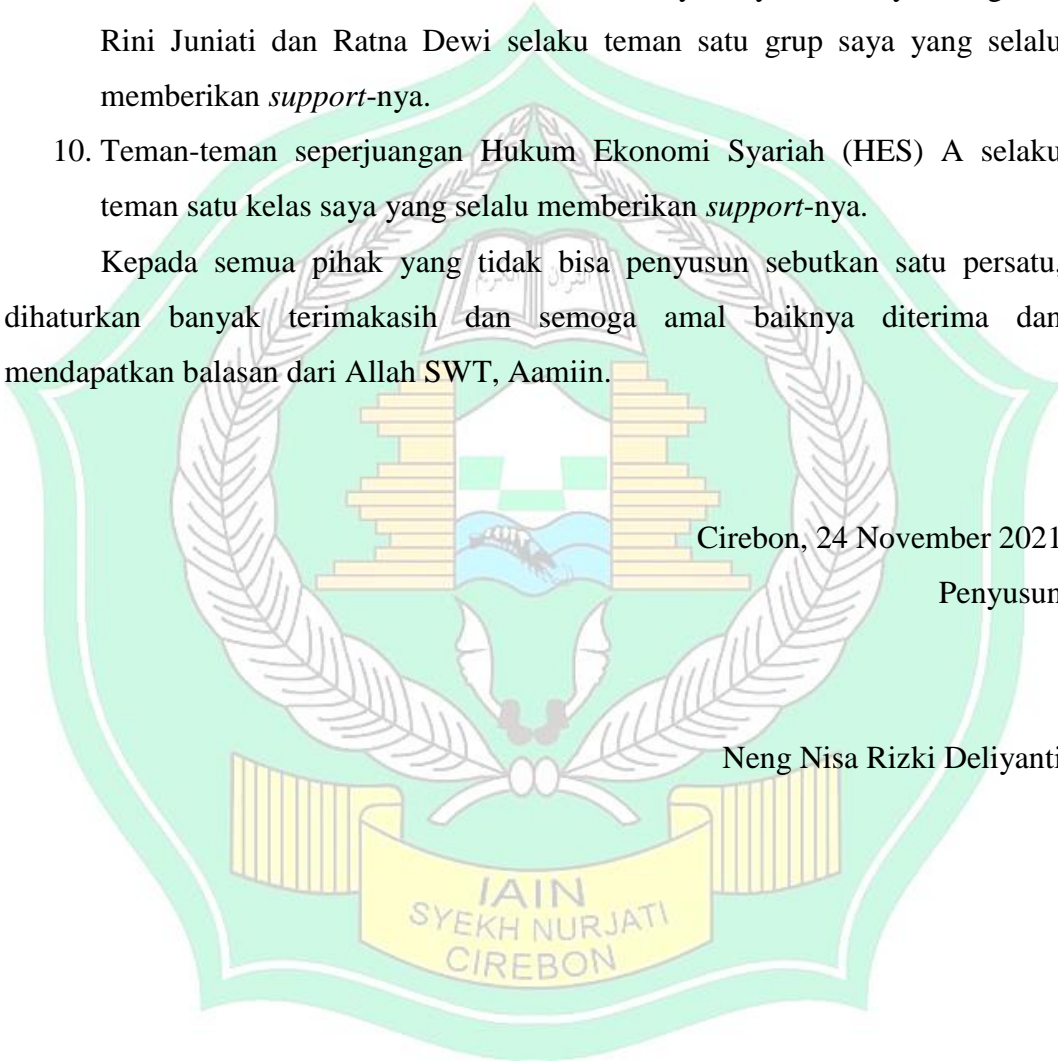 Rini Juniati dan Ratna Dewi selaku teman satu grup saya yang selalu
memberikan support-nya.
10. Teman-teman seperjuangan Hukum Ekonomi Syariah (HES) A selaku
teman satu kelas saya yang selalu memberikan support-nya.
Kepada semua pihak yang tidak bisa penyusun sebutkan satu persatu,
dihaturkan banyak terimakasih dan semoga amal baiknya diterima dan
mendapatkan balasan dari Allah SWT, Aamiin.
القرآن الكريم
Cirebon, 24 November 2021
Penyusun
Neng Nisa Rizki Deliyanti
IAIN
SYEKH NURJATI
CIREBON